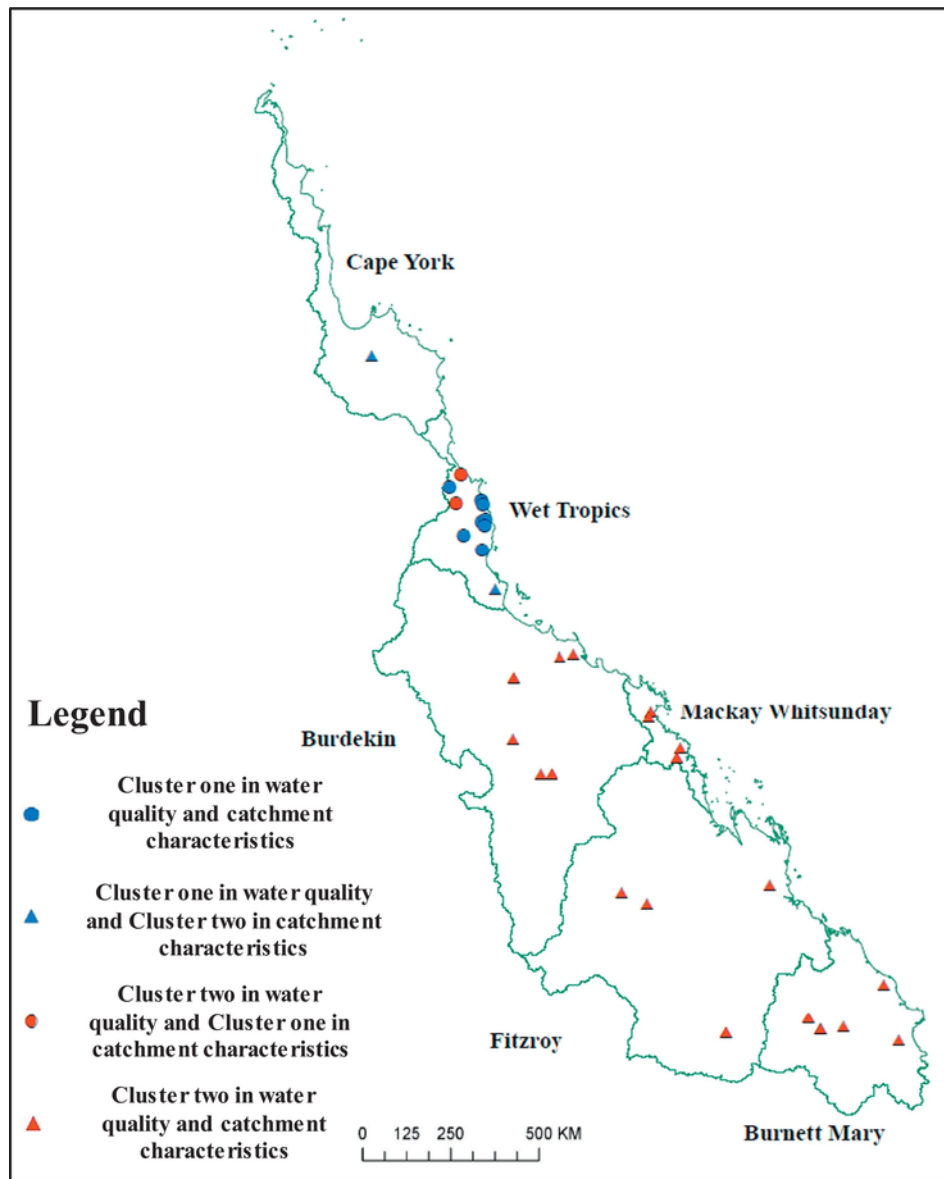 Cape York
Wet Tropics
Mackay Whitsunday
Burdekin
Fitzroy
Burnett Mary
Legend
Cluster one in water
quality and catchment
characteristics
Cluster one in water quality
and Cluster two in catchment
characteristics
Cluster two in water
quality and Cluster one in
catchment characteristics
Cluster two in water
quality and catchment
characteristics
0 125 250 500 KM